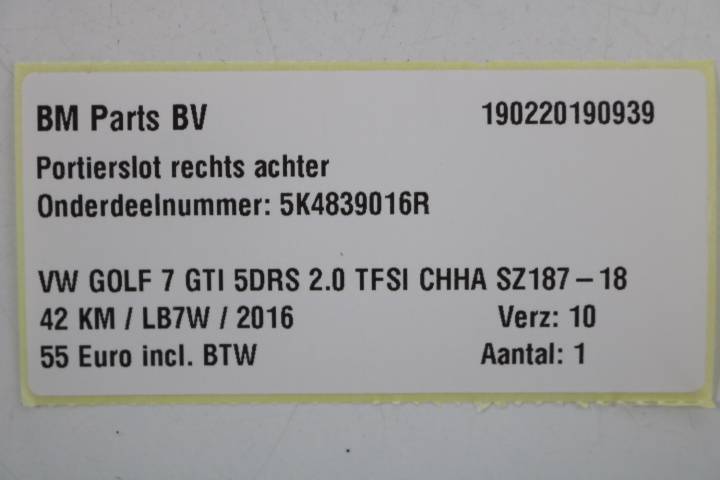 BM Parts BV 190220190939
Portierslot rechts achter
Onderdeelnummer: 5K4839016R
VW GOLF 7 GTI 5DRS 2.0 TFSI CHHA SZ187 – 18
42 KM / LB7W / 2016 Verz: 10
55 Euro incl. BTW Aantal: 1